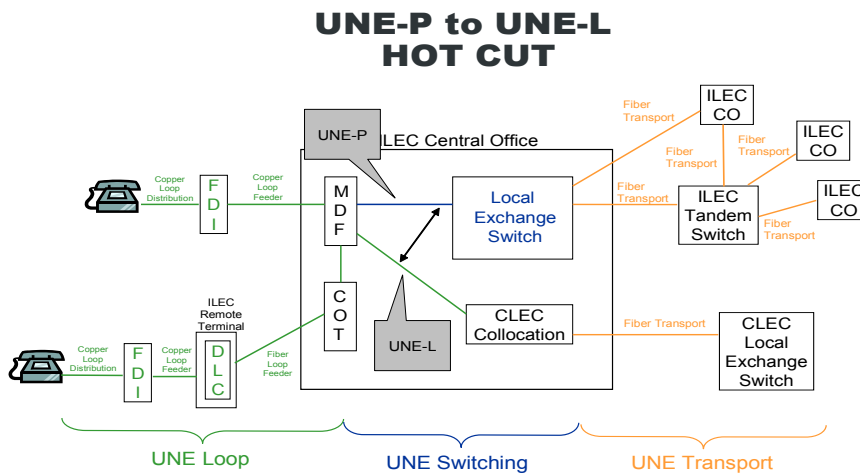 UNE-P to UNE-L
HOT CUT
ILEC
CO
Fiber
Transport
UNE-P
ILEC Central Office
Fiber
Transport
ILEC
CO
Fiber
Transport
Copper
Loop
Distribution
F
D
I
Copper
Loop
Feeder
M
D
F
Local
Exchange
Switch
Fiber
Transport
ILEC
Tandem
Switch
ILEC
CO
Fiber
Transport
ILEC
Remote
Terminal
C
O
T
CLEC
Collocation
Fiber Transport
CLEC
Local
Exchange
Switch
UNE-L
Copper
Loop
Distribution
F
D
I
Copper
Loop
Feeder
D
L
C
Fiber
Loop
Feeder
UNE Loop
UNE Switching
UNE Transport